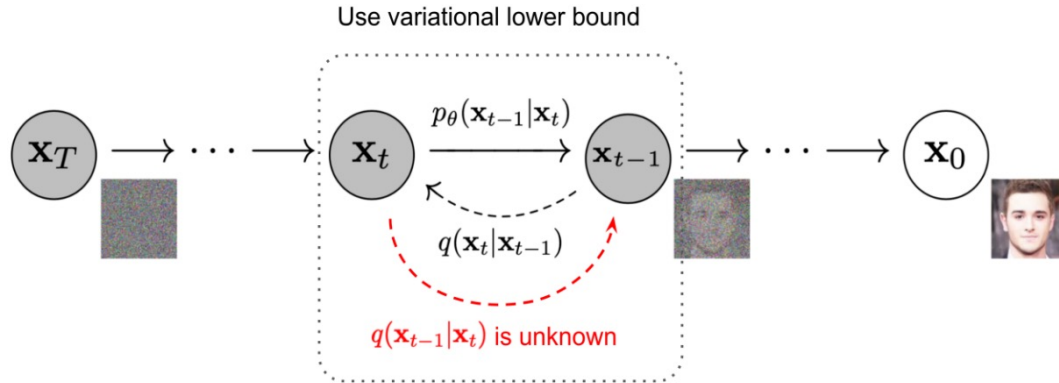 Use variational lower bound
p_θ(𝐱_{t−1}|𝐱_t)
𝐱_T → ⋯ → 𝐱_t 𝐱_{t−1} → ⋯ → 𝐱_0
q(𝐱_t|𝐱_{t−1})
q(𝐱_{t−1}|𝐱_t) is unknown